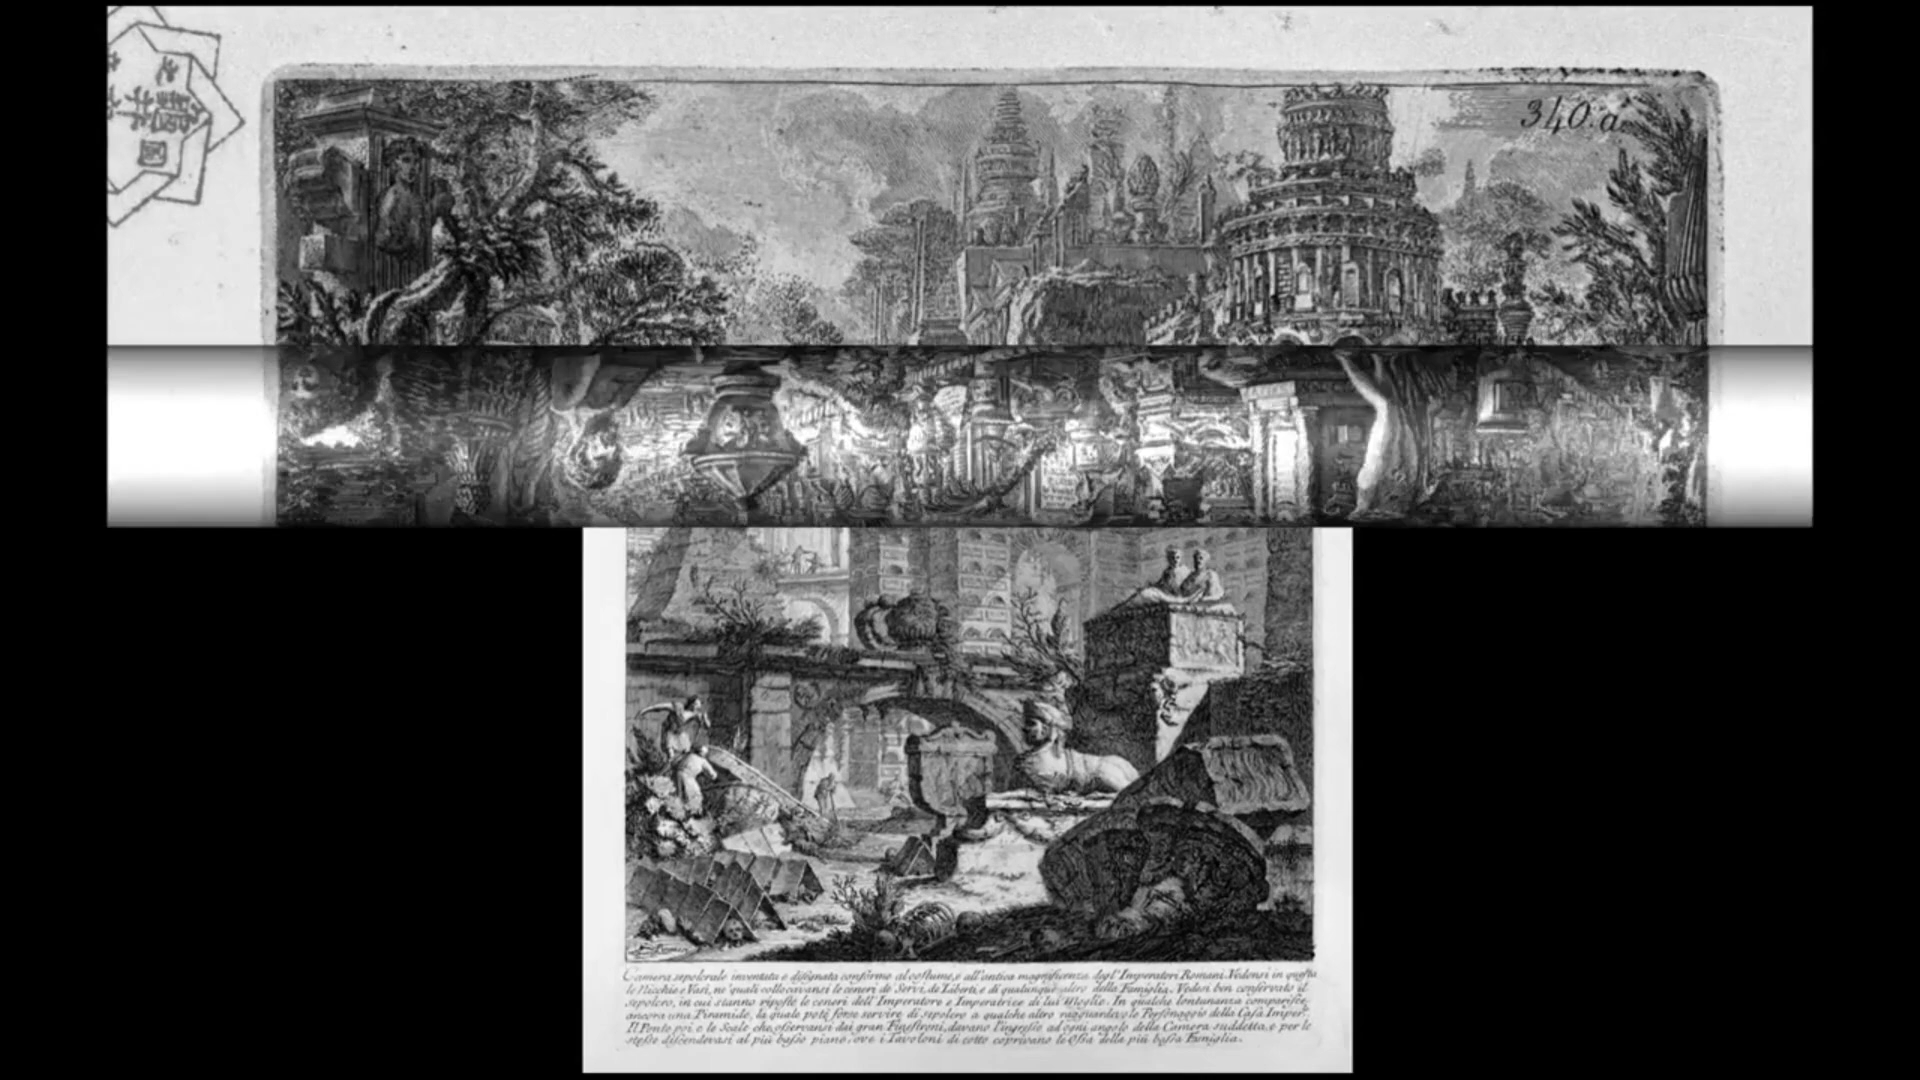 340. a.
Camera sepolcrale inventata e disegnata conforme al costume, e all'antica magnificenza degl'Imperatori Romani. Vedonsi in questa
le Nicchie e Vasi, ne'quali collocavansi le ceneri de Servi, de Liberti, e di qualunque altro della Famiglia. Vedesi ben conservato il
sepolcro, in cui stanno riposte le ceneri dell'Imperatore e Imperatrice di lui Moglie. In qualche lontananza comparisce
ancora una Piramide, la quale potè forse servire di sepolcro a qualche altro ragguardevole Personaggio della Casa Imper.
Il Ponte poi, e le Scale che osservansi dai gran Finestroni, davano l'ingresso ad ogni angolo della Camera suddetta, e per le
stesse discendevasi al più basso piano, ove i Tavoloni di cotto coprivano le Ossa della più bassa Famiglia.